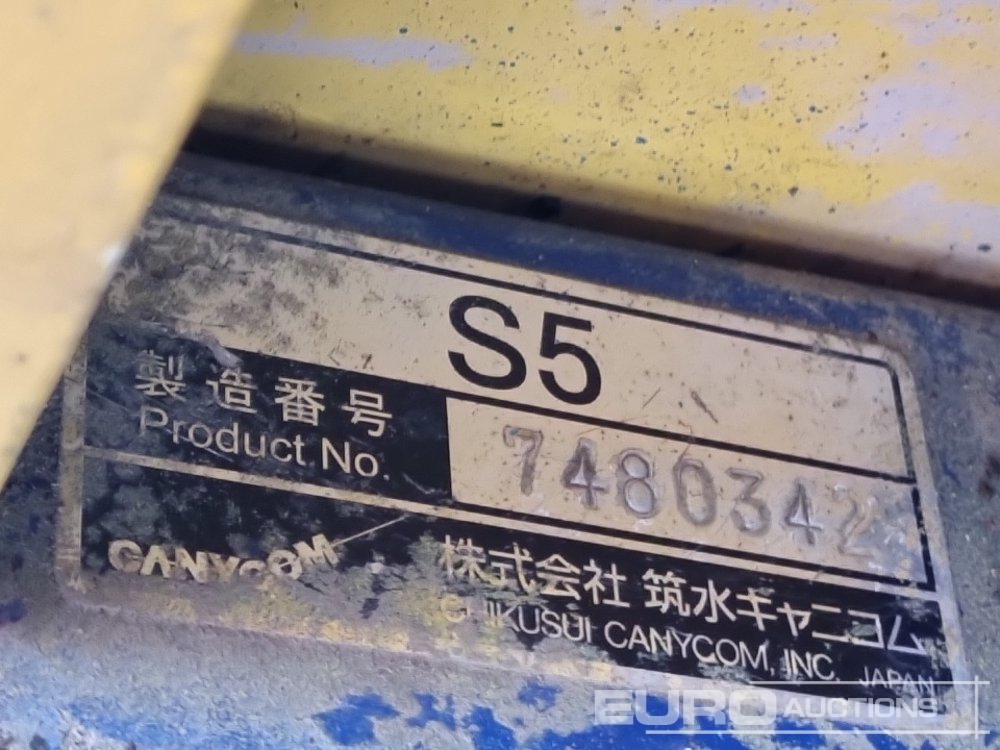 S5
製造番号
Product No.
7480342
CANYCOM
株式会社 筑水キャニコム
CHIKUSUI CANYCOM, INC. JAPAN
EURO AUCTIONS